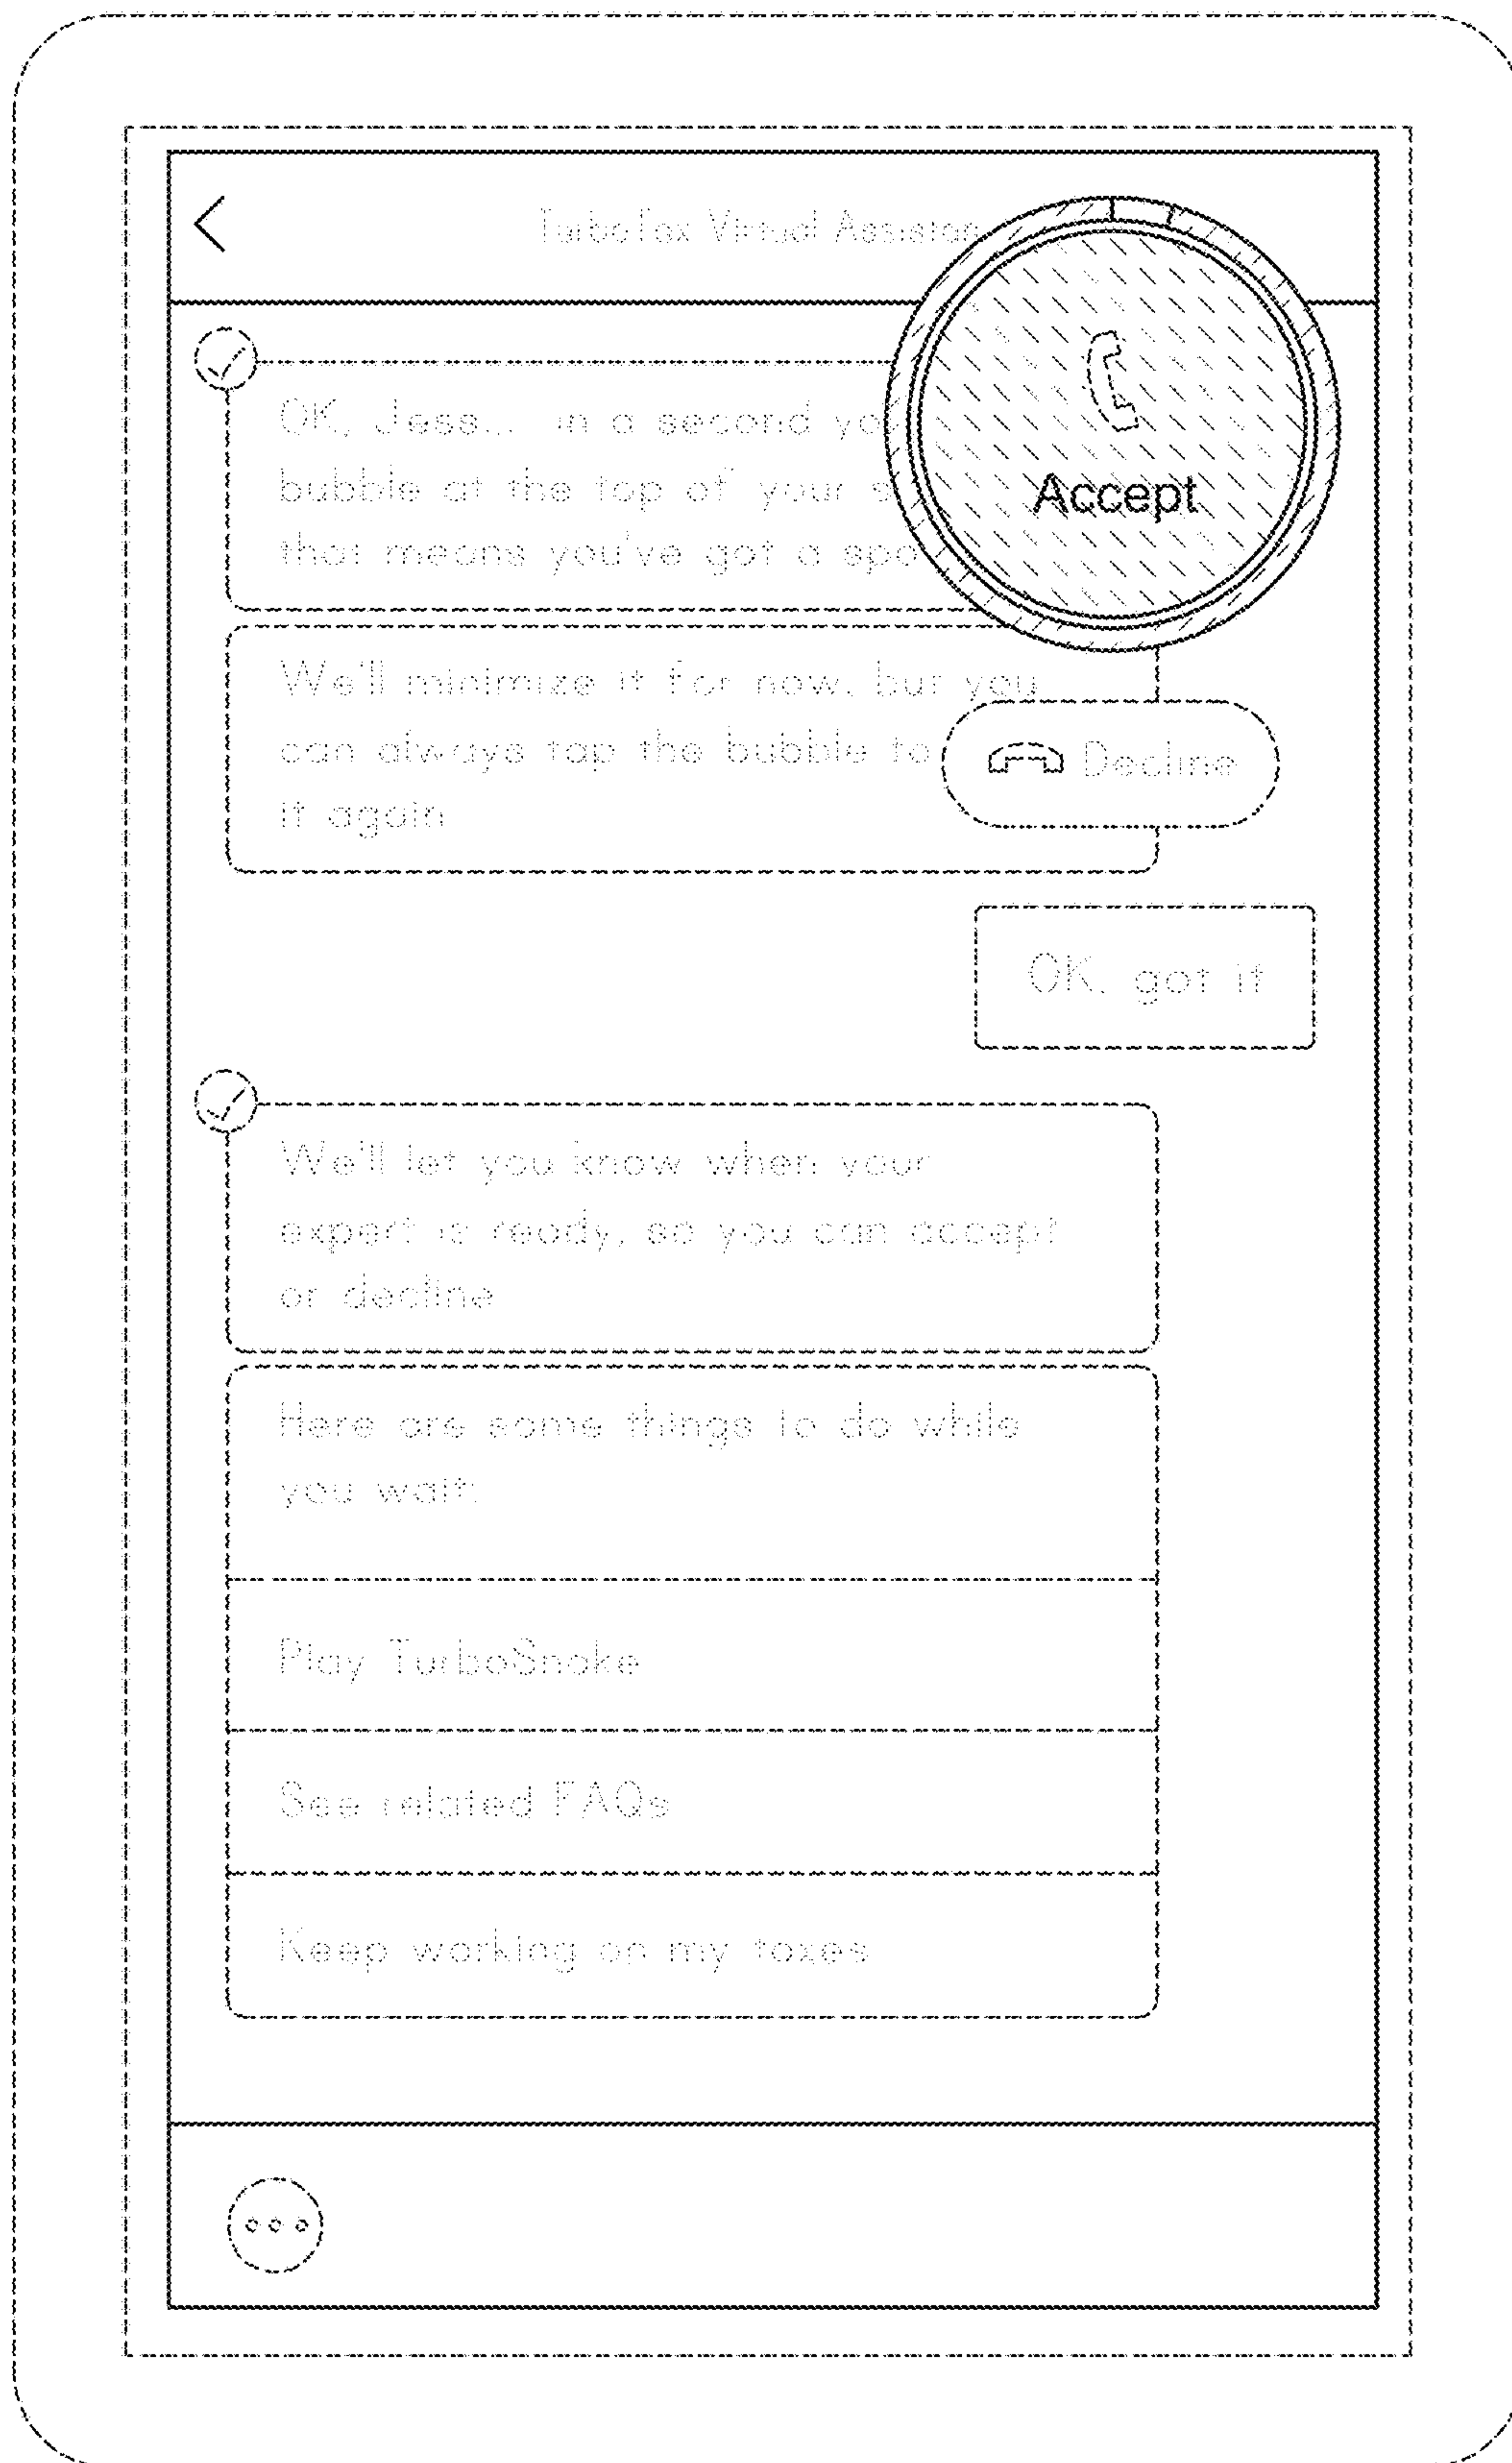 TurboTax Virtual Assistan
OK, Jess... in a second yo
bubble at the top of your s
that means you've got a spo
Accept
We'll minimize it for now, but you
can always tap the bubble to
it again
Decline
OK, got it
We'll let you know when your
expert is ready, so you can accept
or decline
Here are some things to do while
you wait:
Play TurboSnake
See related FAQs
Keep working on my taxes